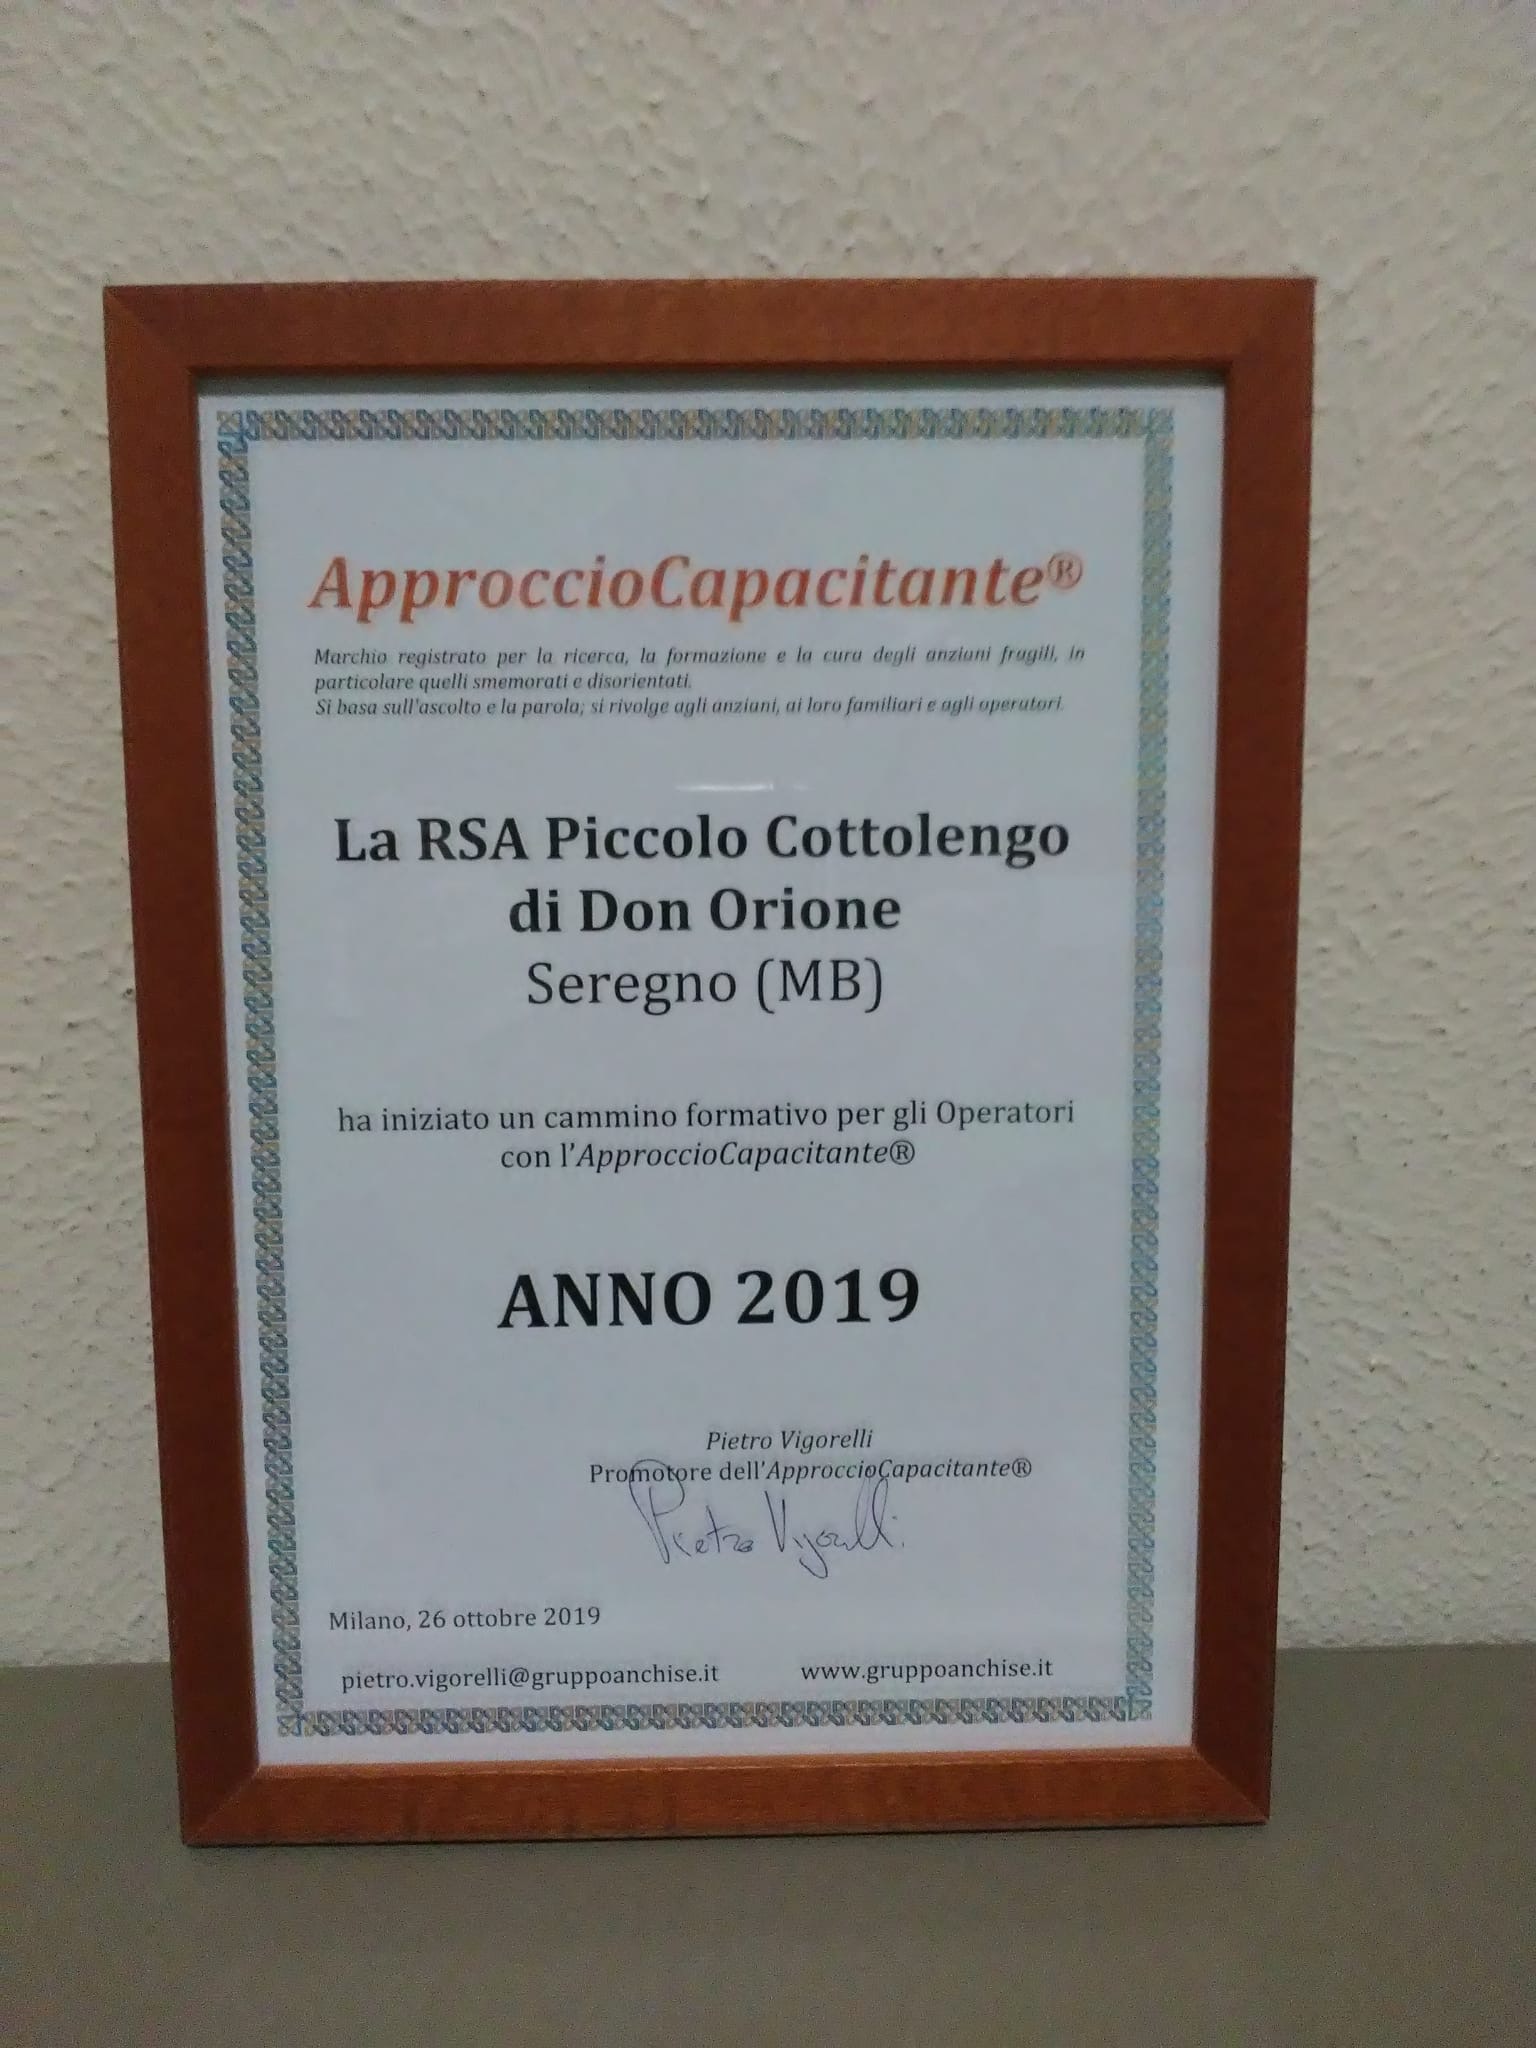 ApproccioCapacitante®
Marchio registrato per la ricerca, la formazione e la cura degli anziani fragili, in
particolare quelli smemorati e disorientati.
Si basa sull'ascolto e la parola; si rivolge agli anziani, ai loro familiari e agli operatori.
La RSA Piccolo Cottolengo
di Don Orione
Seregno (MB)
ha iniziato un cammino formativo per gli Operatori
con l'ApproccioCapacitante®
ANNO 2019
Pietro Vigorelli
Promotore dell'ApproccioCapacitante®
Pietro Vigorelli
Milano, 26 ottobre 2019
pietro.vigorelli@gruppoanchise.it www.gruppoanchise.it